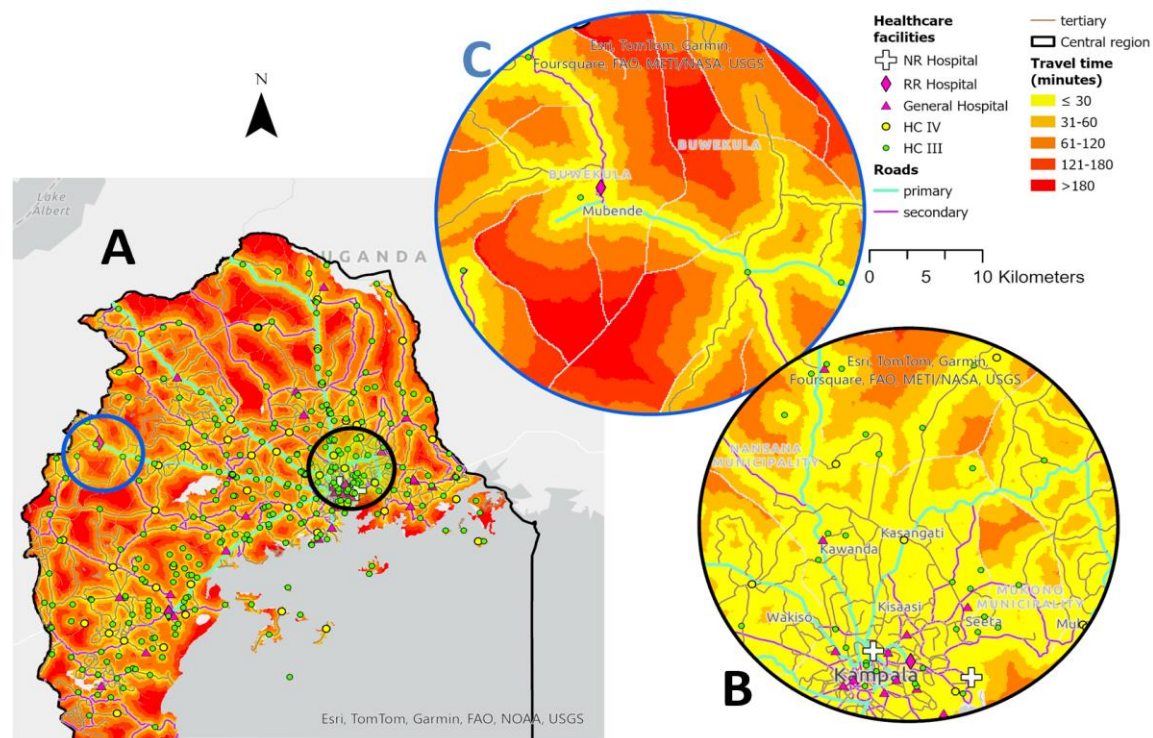 N
A
Lake
Albert
UGANDA
Esri, TomTom, Garmin, FAO, NOAA, USGS
C
Esri, TomTom, Garmin,
Foursquare, FAO, METI/NASA, USGS
BUWEKULA
BUWEKULA
Mubende
Healthcare
facilities
NR Hospital
RR Hospital
General Hospital
HC IV
HC III
Roads
primary
secondary
tertiary
Central region
Travel time
(minutes)
≤ 30
31-60
61-120
121-180
>180
0 5 10 Kilometers
Esri, TomTom, Garmin,
Foursquare, FAO, METI/NASA, USGS
NANSANA
MUNICIPALITY
Kasangati
Kawanda
Kisaasi
MUKONO
MUNICIPALITY
Wakiso
Seeta
Muk
Kampala
B